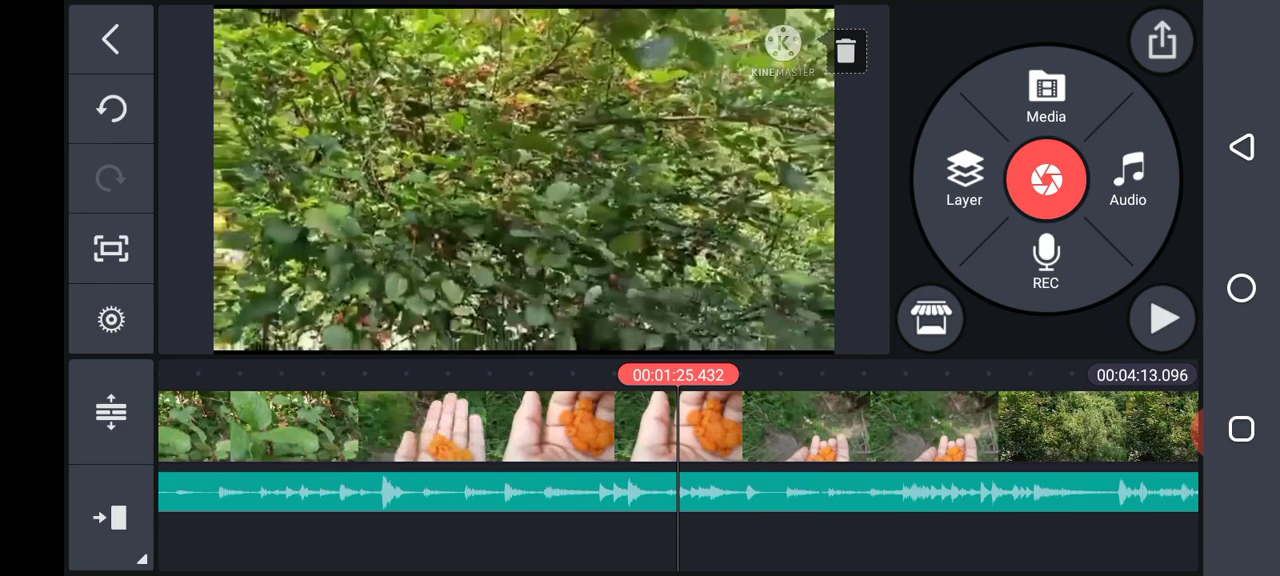 KINEMASTER
Media
Layer
Audio
REC
00:01:25.432
00:04:13.096